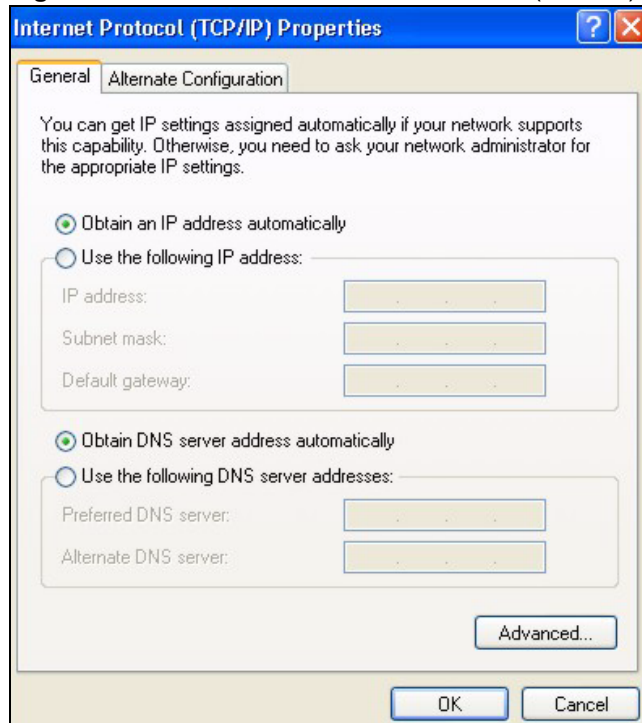 Internet Protocol (TCP/IP) Properties
General
Alternate Configuration
You can get IP settings assigned automatically if your network supports
this capability. Otherwise, you need to ask your network administrator for
the appropriate IP settings.
Obtain an IP address automatically
Use the following IP address:
IP address:
Subnet mask:
Default gateway:
Obtain DNS server address automatically
Use the following DNS server addresses:
Preferred DNS server:
Alternate DNS server:
Advanced...
OK
Cancel